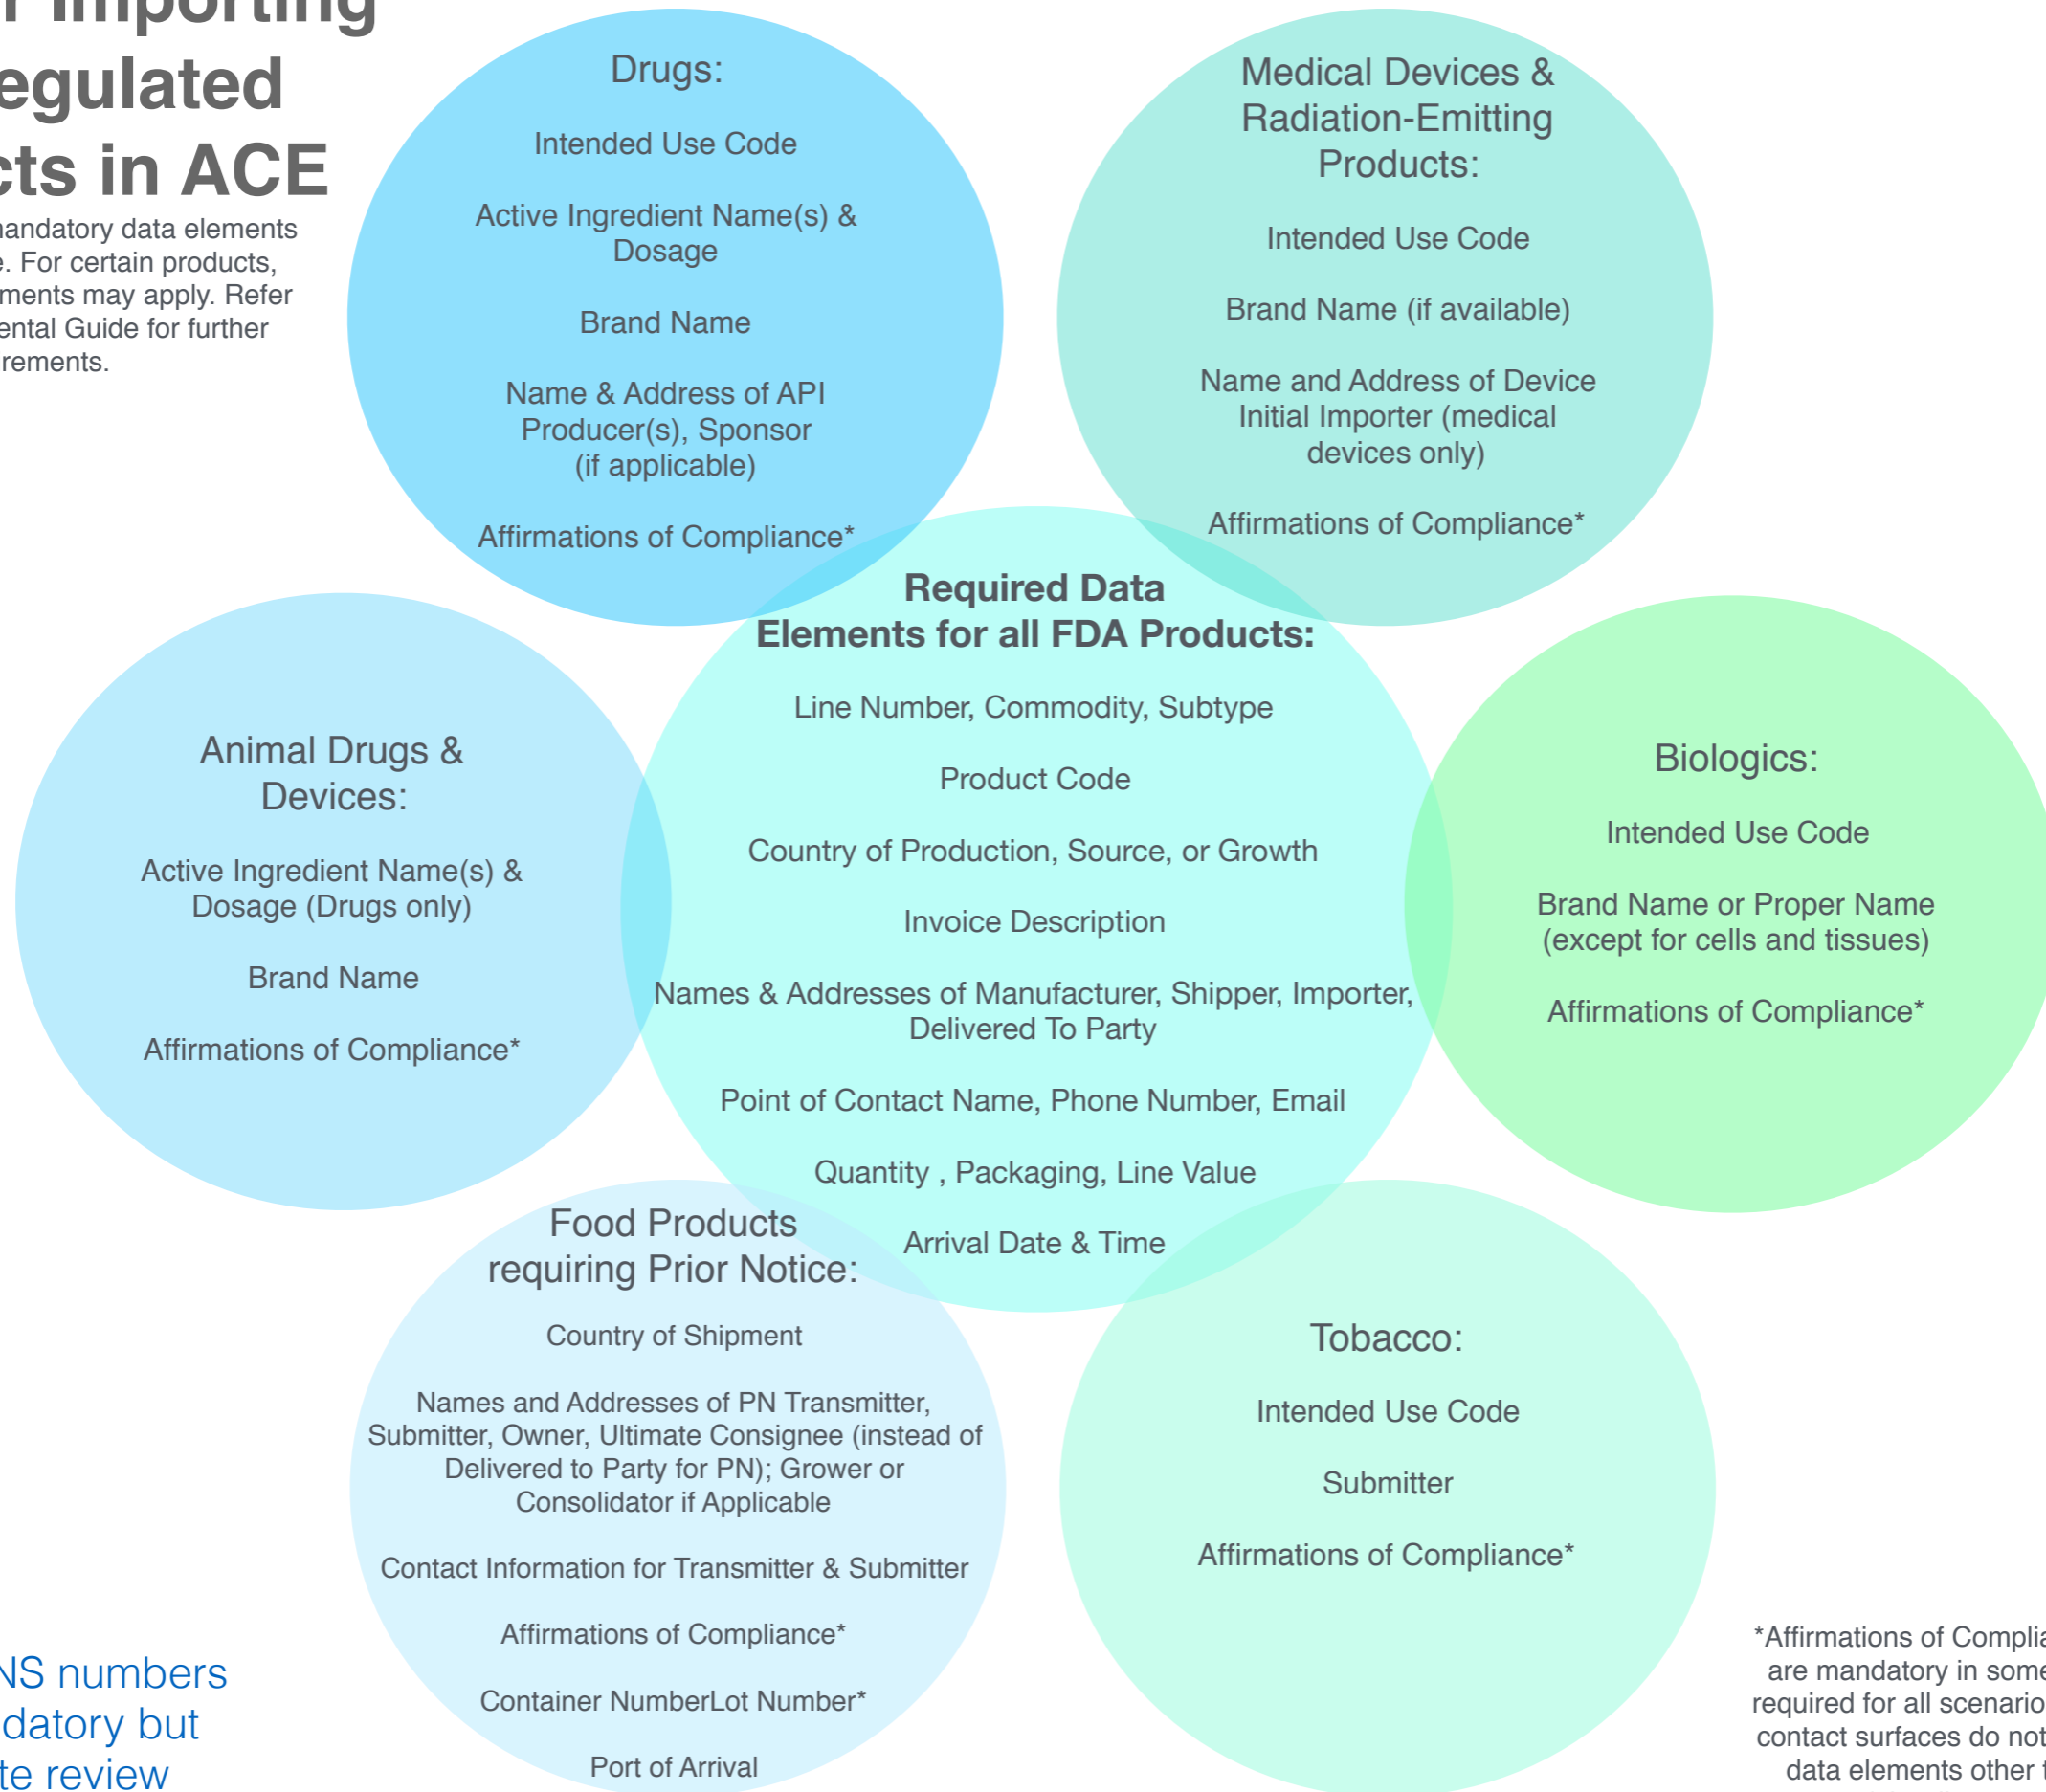 Importing
egulated
cts in ACE
mandatory data elements
e. For certain products,
ments may apply. Refer
ental Guide for further
rements.
Drugs:
Intended Use Code
Active Ingredient Name(s) &
Dosage
Brand Name
Name & Address of API
Producer(s), Sponsor
(if applicable)
Affirmations of Compliance*
Medical Devices &
Radiation-Emitting
Products:
Intended Use Code
Brand Name (if available)
Name and Address of Device
Initial Importer (medical
devices only)
Affirmations of Compliance*
Required Data
Elements for all FDA Products:
Line Number, Commodity, Subtype
Product Code
Country of Production, Source, or Growth
Invoice Description
Names & Addresses of Manufacturer, Shipper, Importer,
Delivered To Party
Point of Contact Name, Phone Number, Email
Quantity , Packaging, Line Value
Arrival Date & Time
Animal Drugs &
Devices:
Active Ingredient Name(s) &
Dosage (Drugs only)
Brand Name
Affirmations of Compliance*
Biologics:
Intended Use Code
Brand Name or Proper Name
(except for cells and tissues)
Affirmations of Compliance*
Food Products
requiring Prior Notice:
Country of Shipment
Names and Addresses of PN Transmitter,
Submitter, Owner, Ultimate Consignee (instead of
Delivered to Party for PN); Grower or
Consolidator if Applicable
Contact Information for Transmitter & Submitter
Affirmations of Compliance*
Container NumberLot Number*
Port of Arrival
Tobacco:
Intended Use Code
Submitter
Affirmations of Compliance*
NS numbers
datory but
te review
*Affirmations of Complia
are mandatory in some
required for all scenario
contact surfaces do not
data elements other